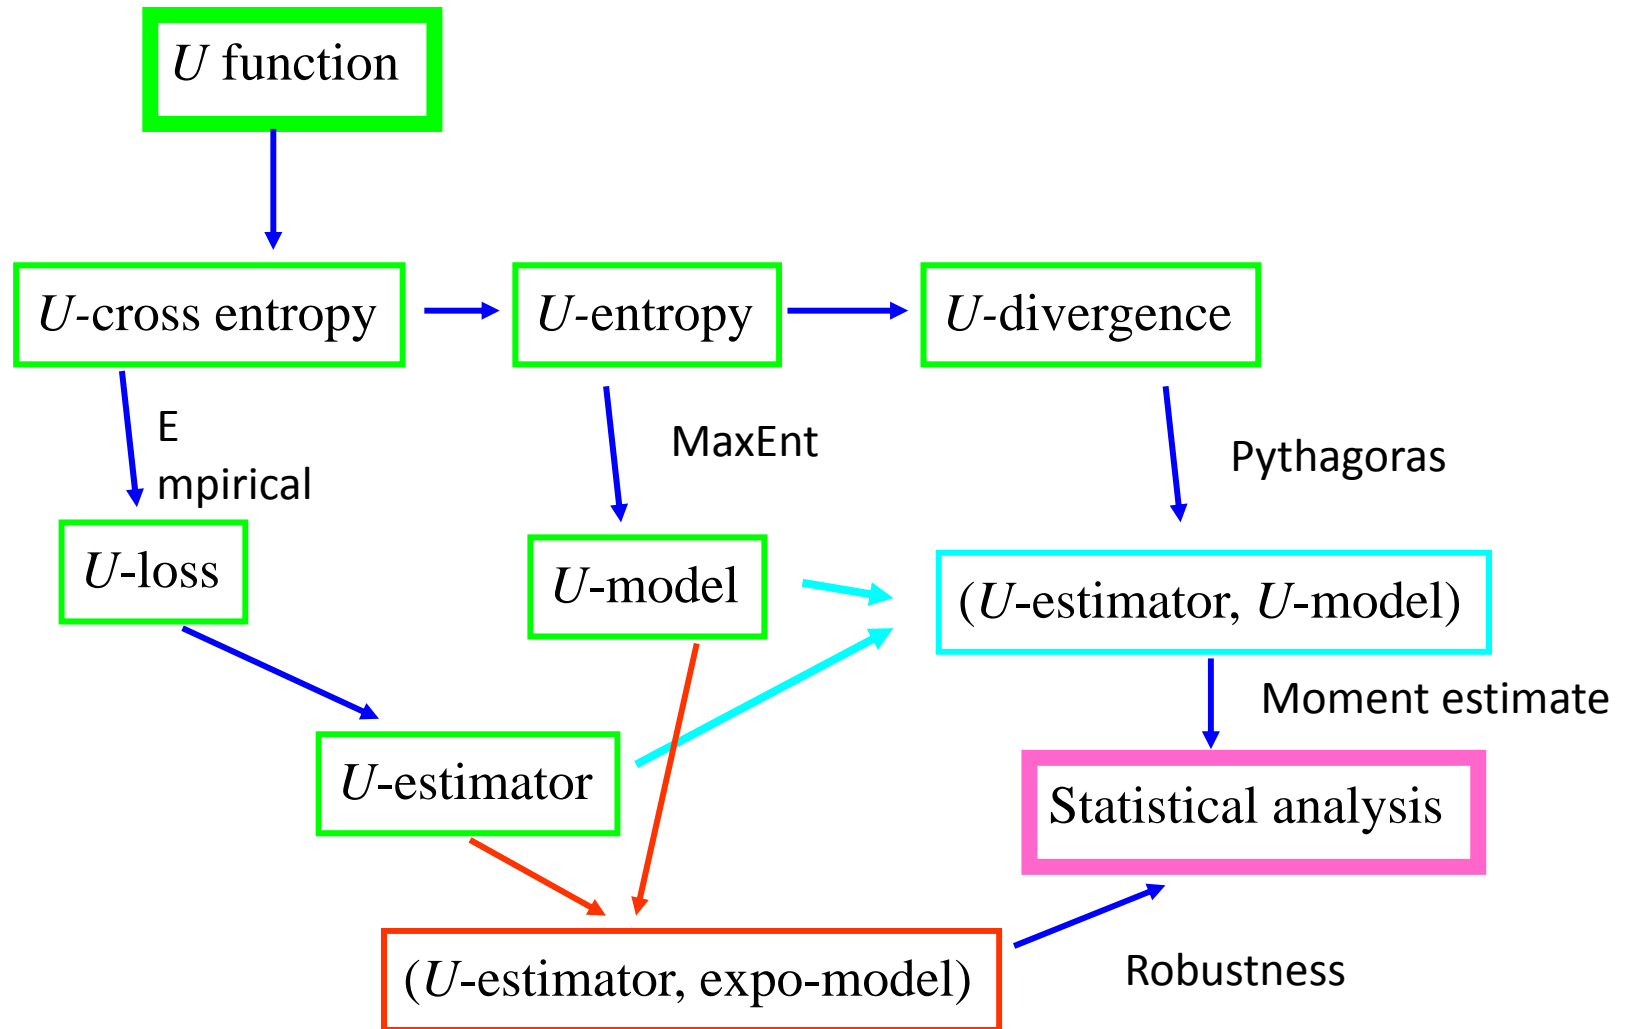 U function
U-cross entropy
U-entropy
U-divergence
E
mpirical
MaxEnt
Pythagoras
U-loss
U-model
(U-estimator, U-model)
Moment estimate
U-estimator
Statistical analysis
(U-estimator, expo-model)
Robustness